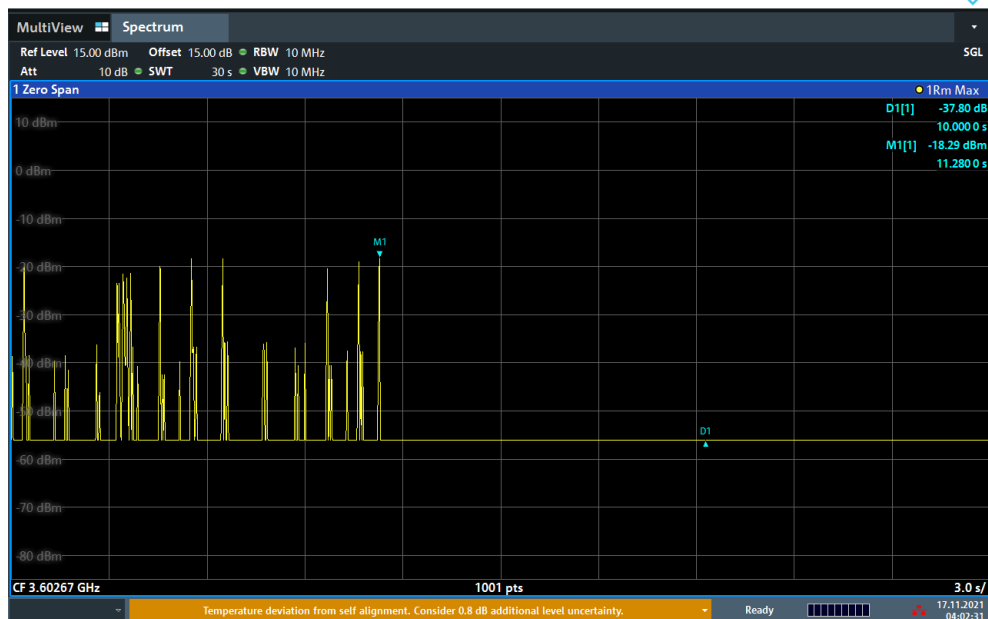 MultiView Spectrum
Ref Level 15.00 dBm Offset 15.00 dB RBW 10 MHz SGL
Att 10 dB SWT 30 s VBW 10 MHz
1 Zero Span 1Rm Max
D1[1] -37.80 dB
10.000 0 s
M1[1] -18.29 dBm
11.280 0 s
10 dBm
0 dBm
-10 dBm
M1
-20 dBm
-30 dBm
-40 dBm
-50 dBm
D1
-60 dBm
-70 dBm
-80 dBm
CF 3.60267 GHz 1001 pts 3.0 s/
Temperature deviation from self alignment. Consider 0.8 dB additional level uncertainty. Ready 17.11.2021
04:02:31